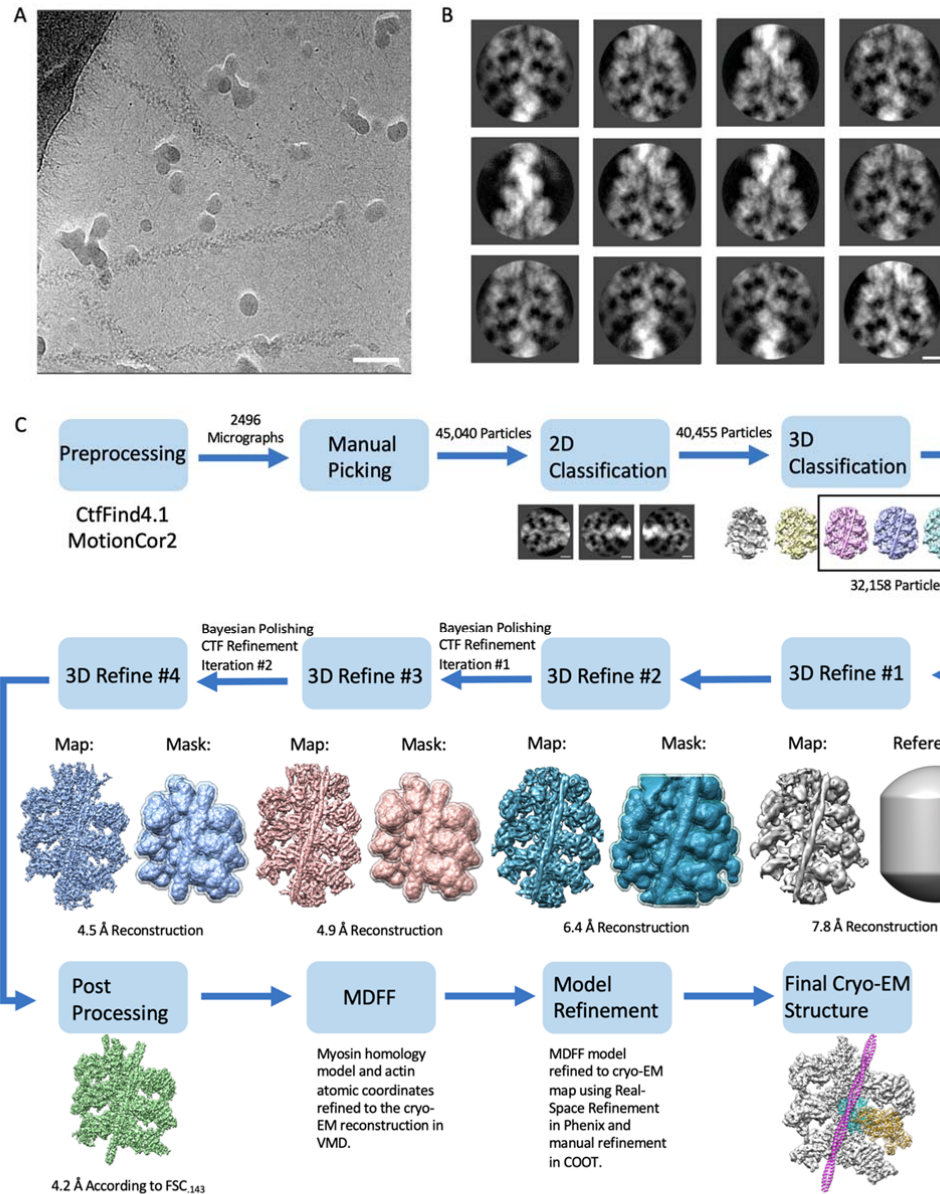 A
B
C
Preprocessing
2496
Micrographs
Manual
Picking
45,040 Particles
2D
Classification
40,455 Particles
3D
Classification
CtfFind4.1
MotionCor2
32,158 Particle
3D Refine #4
Bayesian Polishing
CTF Refinement
Iteration #2
3D Refine #3
Bayesian Polishing
CTF Refinement
Iteration #1
3D Refine #2
3D Refine #1
Map:
Mask:
Map:
Mask:
Map:
Mask:
Map:
Refere
4.5 Å Reconstruction
4.9 Å Reconstruction
6.4 Å Reconstruction
7.8 Å Reconstruction
Post
Processing
MDFF
Model
Refinement
Final Cryo-EM
Structure
Myosin homology
model and actin
atomic coordinates
refined to the cryo-
EM reconstruction in
VMD.
MDFF model
refined to cryo-EM
map using Real-
Space Refinement
in Phenix and
manual refinement
in COOT.
4.2 Å According to FSC.143